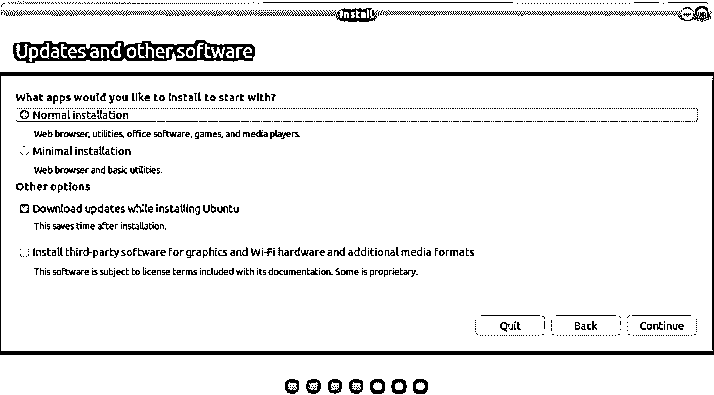 Install
Updates and other software
What apps would you like to install to start with?
Normal installation
Web browser, utilities, office software, games, and media players.
Minimal installation
Web browser and basic utilities.
Other options
Download updates while installing Ubuntu
This saves time after installation.
Install third-party software for graphics and Wi-Fi hardware and additional media formats
This software is subject to license terms included with its documentation. Some is proprietary.
Quit Back Continue